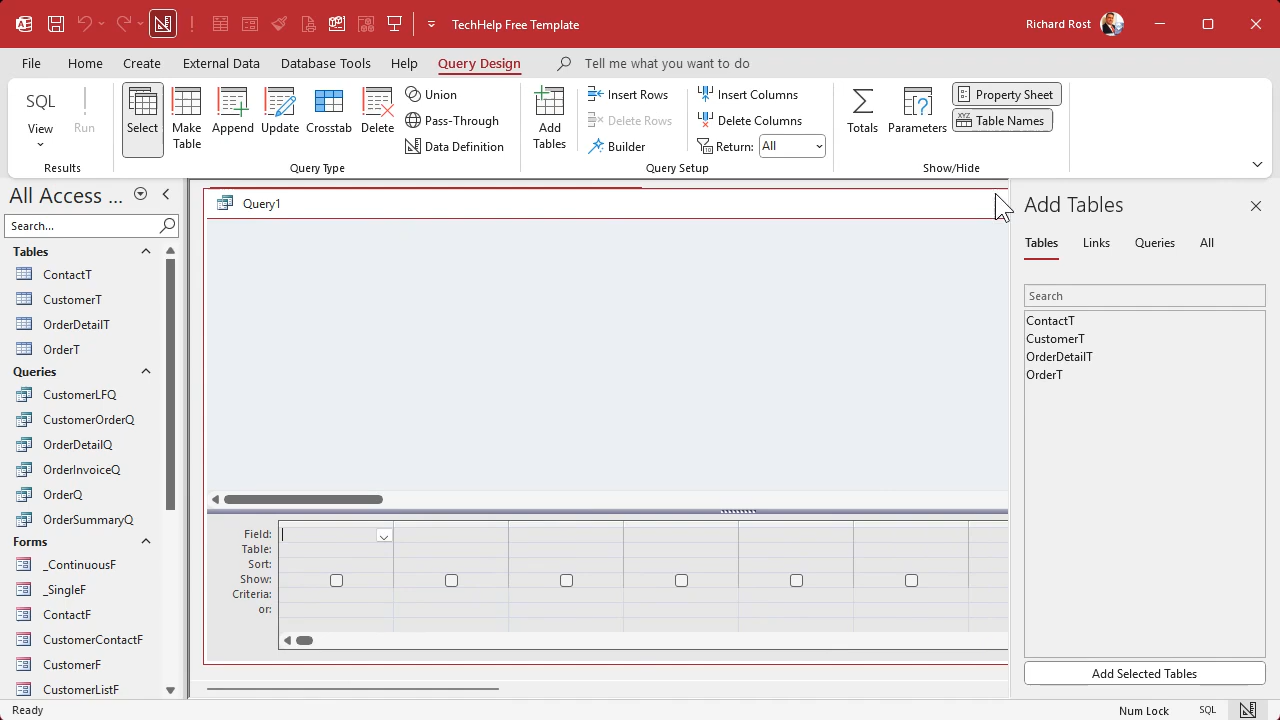 TechHelp Free Template
Richard Rost
File Home Create External Data Database Tools Help Query Design Tell me what you want to do
SQL
View
Run
Results
Select
Make Table
Append
Update
Crosstab
Delete
Union
Pass-Through
Data Definition
Query Type
Add Tables
Insert Rows
Delete Rows
Builder
Insert Columns
Delete Columns
Return: All
Query Setup
Totals
Parameters
Property Sheet
Table Names
Show/Hide
All Access ...
Search...
Tables
ContactT
CustomerT
OrderDetailT
OrderT
Queries
CustomerLFQ
CustomerOrderQ
OrderDetailQ
OrderInvoiceQ
OrderQ
OrderSummaryQ
Forms
_ContinuousF
_SingleF
ContactF
CustomerContactF
CustomerF
CustomerListF
Query1
Field:
Table:
Sort:
Show:
Criteria:
or:
Add Tables
Tables Links Queries All
Search
ContactT
CustomerT
OrderDetailT
OrderT
Add Selected Tables
Ready
Num Lock
SQL